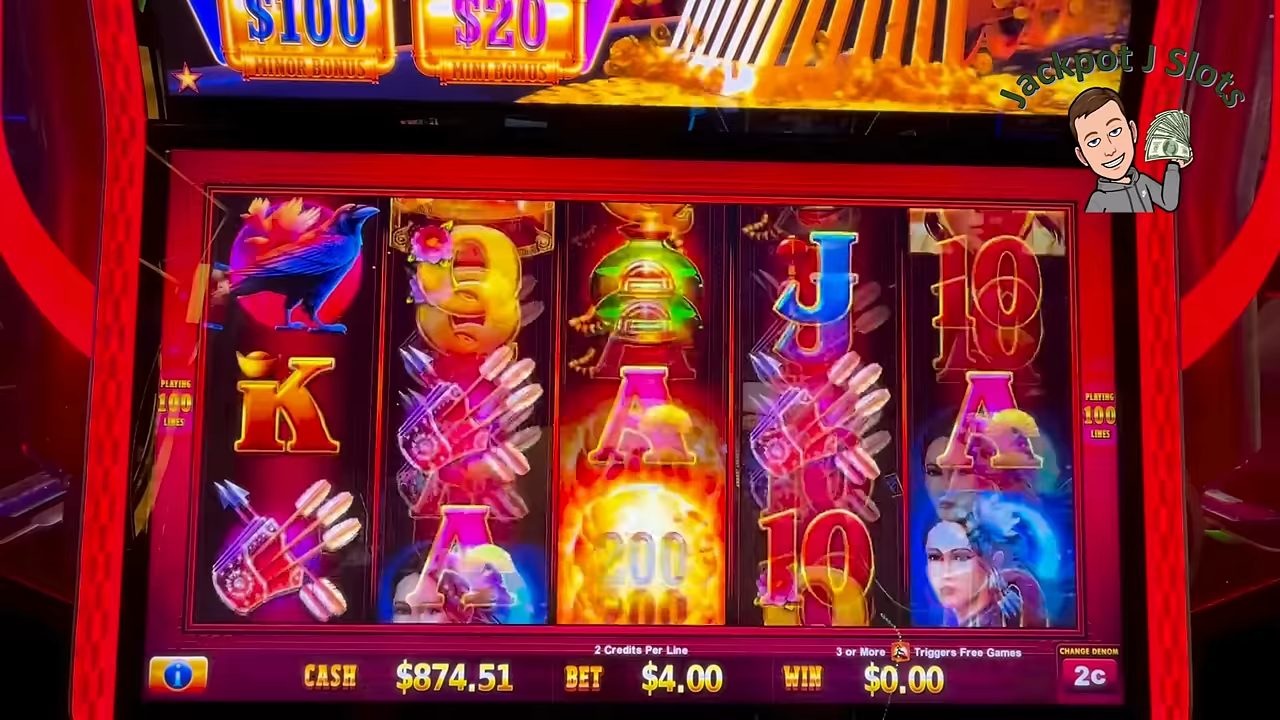 $100
$20
MINOR BONUS
MINI BONUS
Jackpot J Slots
J
10
9
K
A
A
PLAYING
100
LINES
PLAYING
100
LINES
A
200
10
2 Credits Per Line
3 or More Triggers Free Games
CHANGE DENOM
CASH $874.51 BET $4.00 WIN $0.00 2c